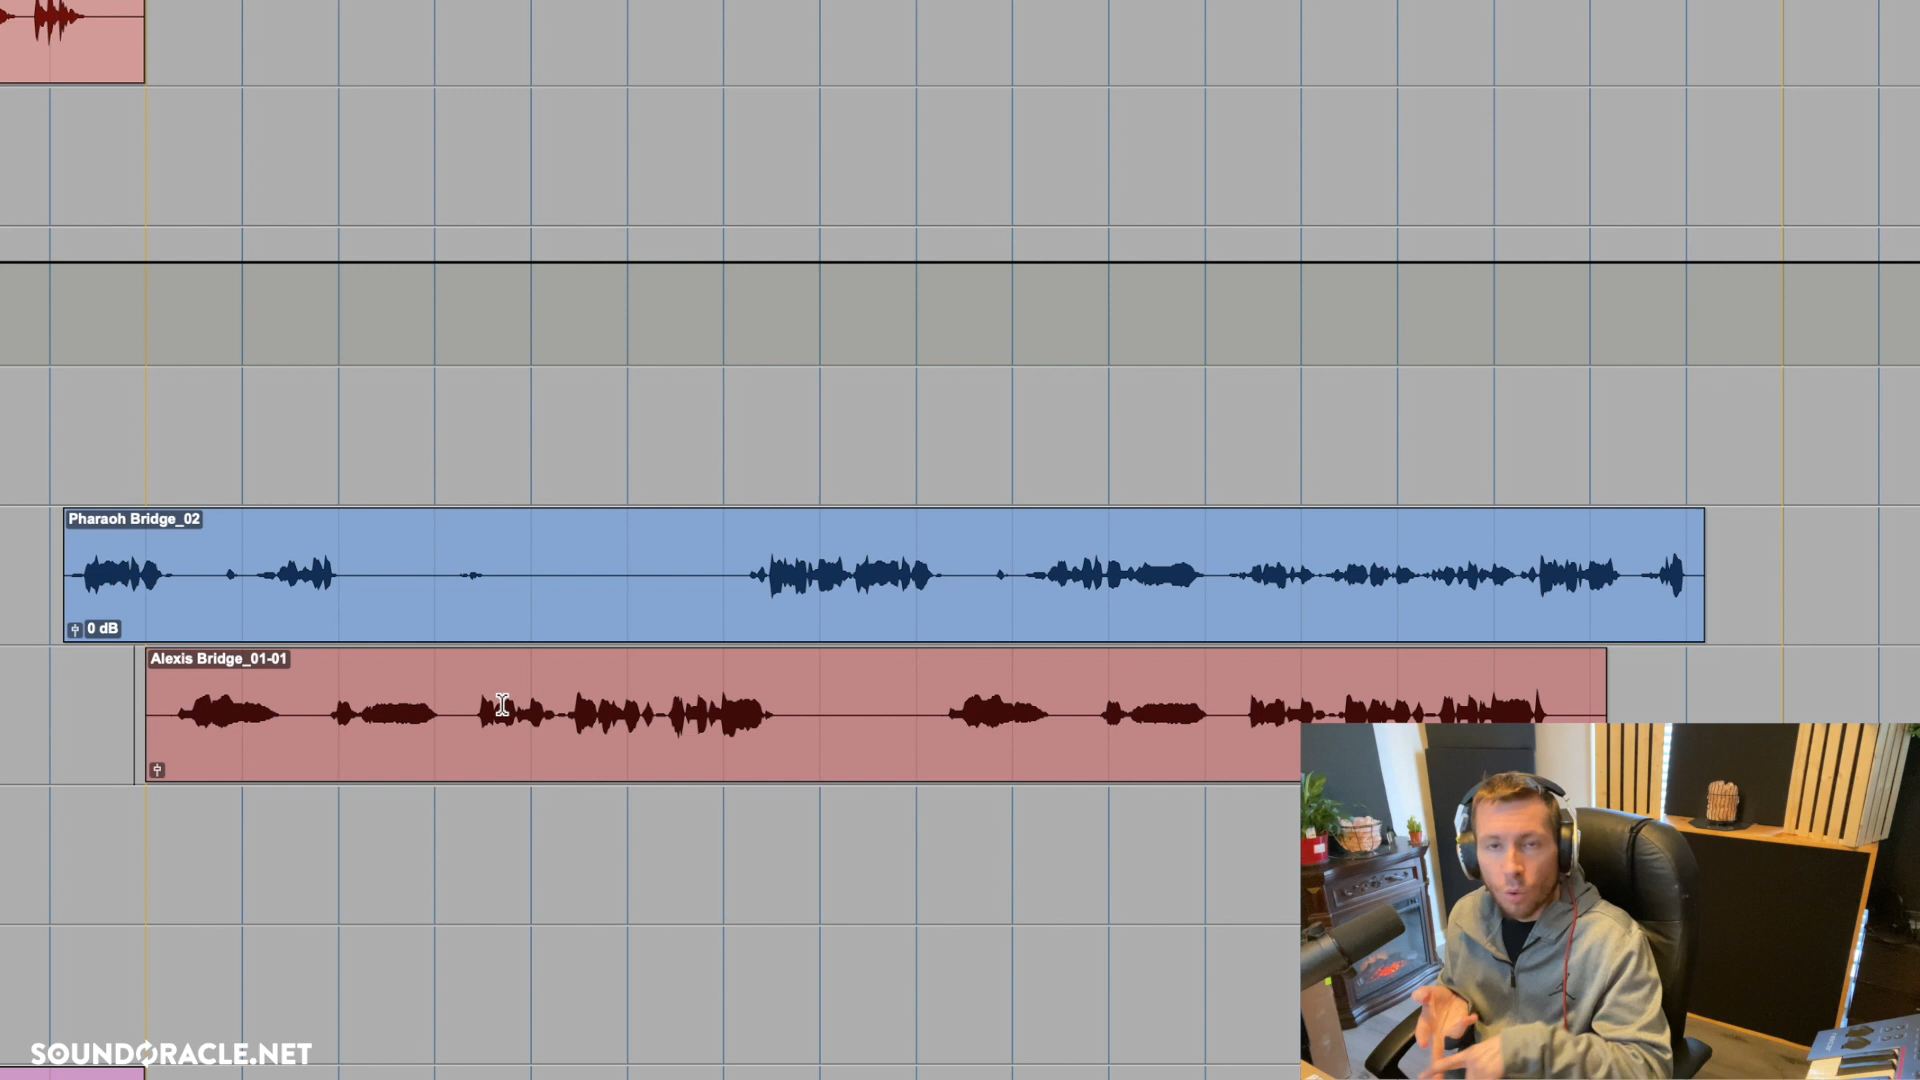 Pharaoh Bridge_02
0 dB
Alexis Bridge_01-01
SOUNDORACLE.NET